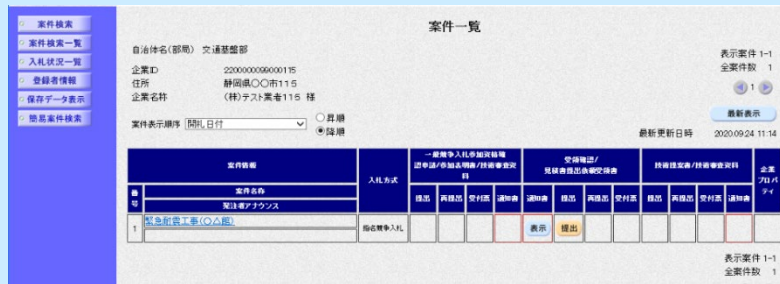 案件検索
案件検索一覧
入札状況一覧
登録者情報
保存データ表示
簡易案件検索
案件一覧
自治体名(部局) 交通基盤部
企業ID 2200000099000115
住所 静岡県〇〇市115
企業名称 (株)テスト業者115 様
案件表示順序 開札日付
昇順
降順
表示案件 1-1
全案件数 1
1
最新表示
最新更新日時 2020.09.24 11:14
案件情報
入札方式
一般競争入札参加資格確認申請/参加表明書/技術審査資料
受領確認/見積書提出依頼受領書
技術提案書/技術審査資料
企業プロパティ
番号
案件名称
発注者アナウンス
提出 再提出 受付票 通知書 通知書 提出 再提出 受付票 提出 再提出 受付票 通知書
1 緊急耐震工事(〇△館) 指名競争入札 表示 提出
表示案件 1-1
全案件数 1